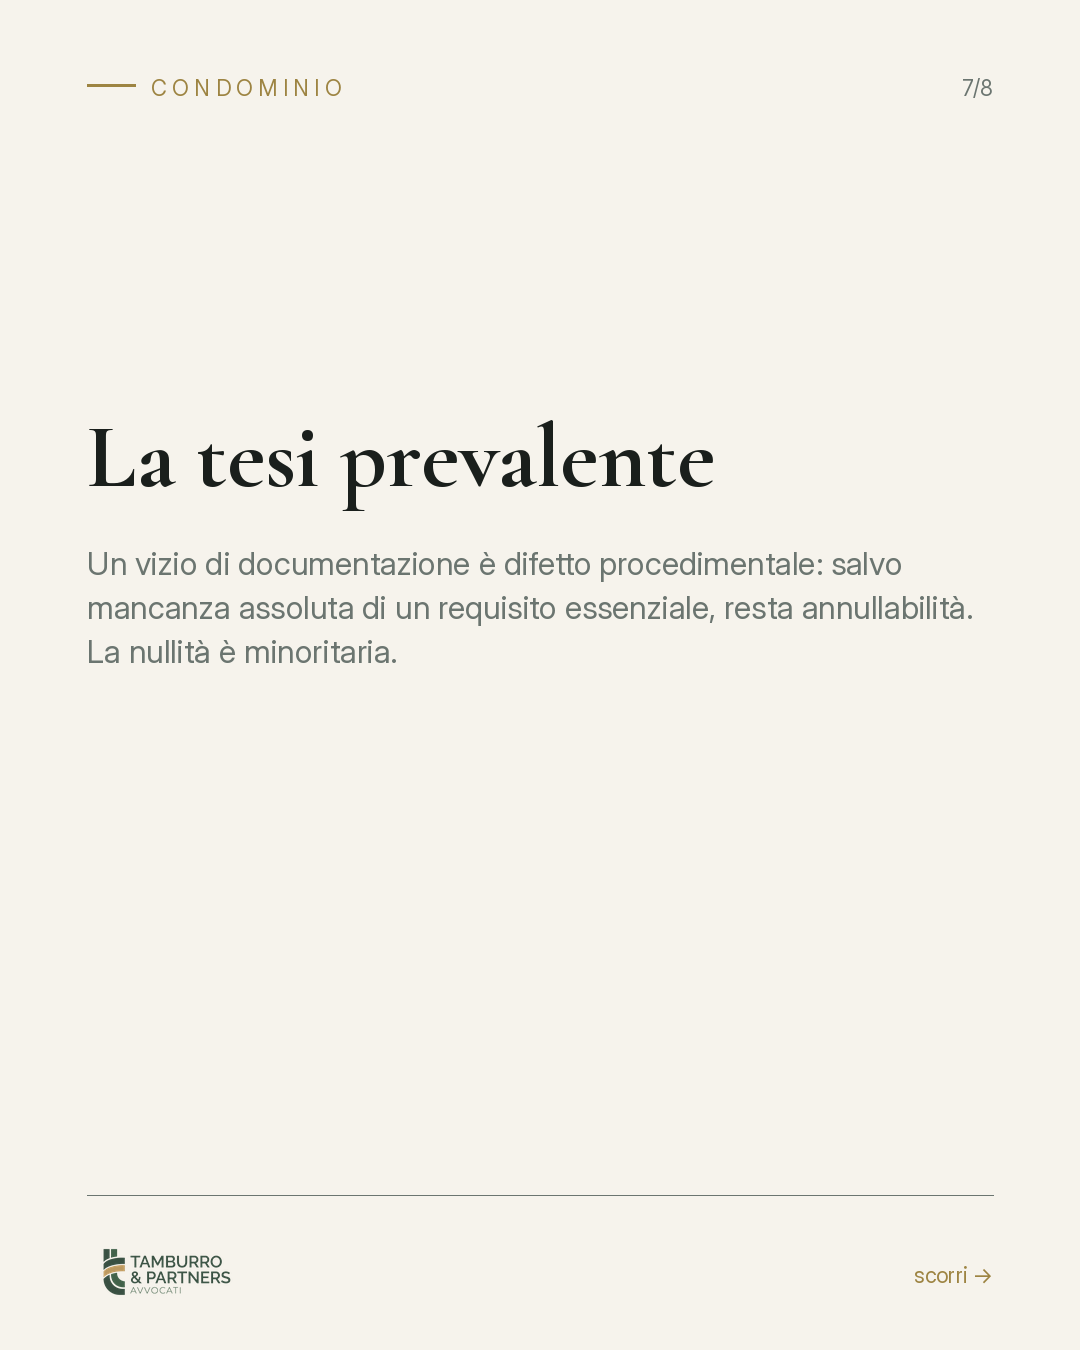 CONDOMINIO
7/8
La tesi prevalente
Un vizio di documentazione è difetto procedimentale: salvo
mancanza assoluta di un requisito essenziale, resta annullabilità.
La nullità è minoritaria.
TAMBURRO
& PARTNERS
AVVOCATI
scorri →